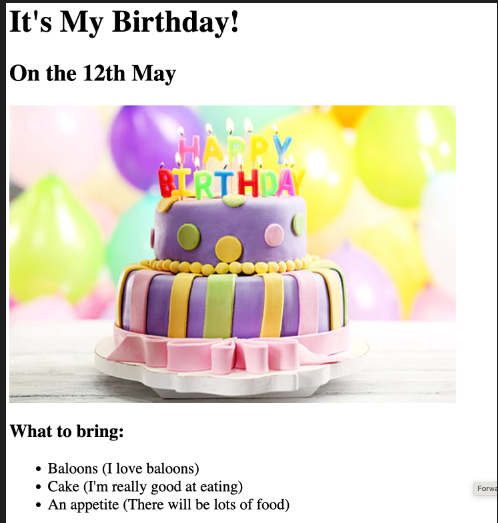 It's My Birthday!
On the 12th May
HAPPY
BIRTHDAY
What to bring:
Baloons (I love baloons)
Cake (I'm really good at eating)
An appetite (There will be lots of food)